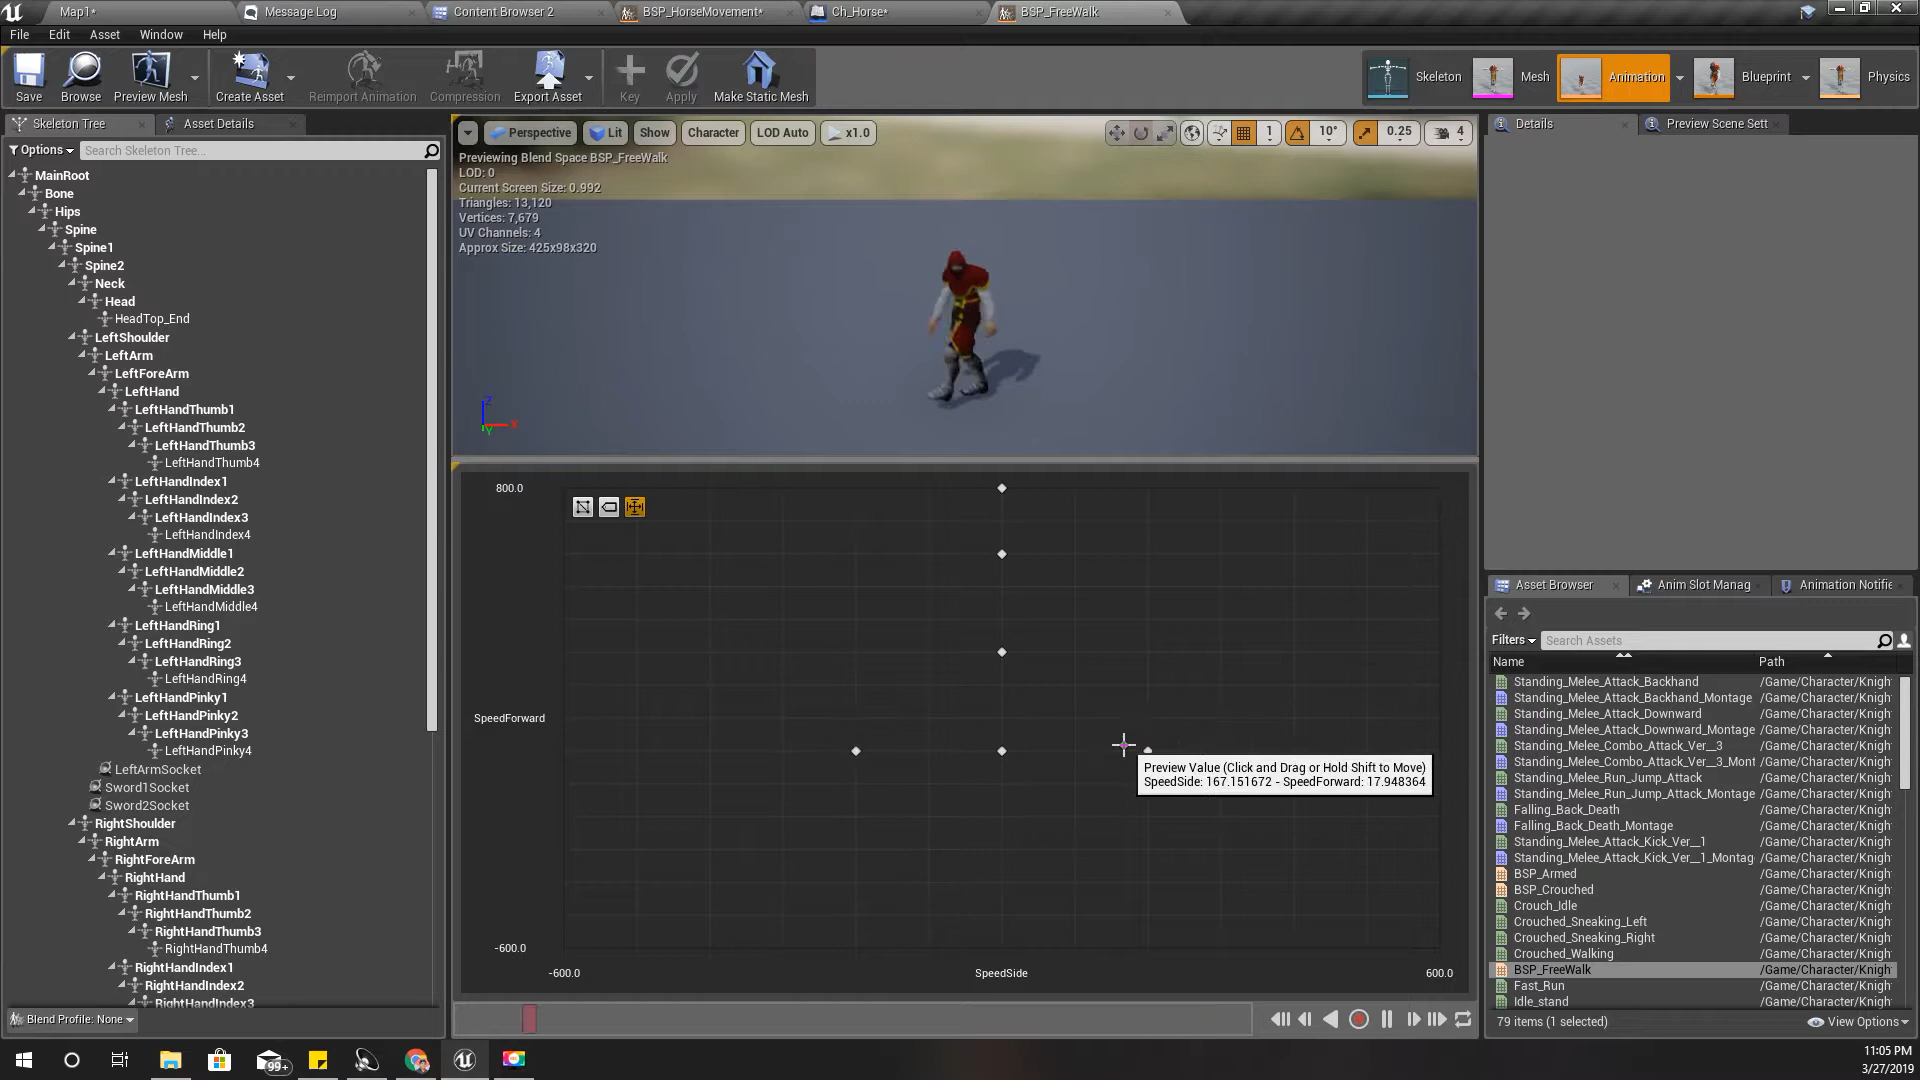 Map1*
Message Log
Content Browser 2
BSP_HorseMovement*
Ch_Horse*
BSP_FreeWalk
File Edit Asset Window Help
Save
Browse
Preview Mesh
Create Asset
Reimport Animation
Compression
Export Asset
Key
Apply
Make Static Mesh
Skeleton
Mesh
Animation
Blueprint
Physics
Skeleton Tree
Asset Details
Options
Search Skeleton Tree...
MainRoot
Bone
Hips
Spine
Spine1
Spine2
Neck
Head
HeadTop_End
LeftShoulder
LeftArm
LeftForeArm
LeftHand
LeftHandThumb1
LeftHandThumb2
LeftHandThumb3
LeftHandThumb4
LeftHandIndex1
LeftHandIndex2
LeftHandIndex3
LeftHandIndex4
LeftHandMiddle1
LeftHandMiddle2
LeftHandMiddle3
LeftHandMiddle4
LeftHandRing1
LeftHandRing2
LeftHandRing3
LeftHandRing4
LeftHandPinky1
LeftHandPinky2
LeftHandPinky3
LeftHandPinky4
LeftArmSocket
Sword1Socket
Sword2Socket
RightShoulder
RightArm
RightForeArm
RightHand
RightHandThumb1
RightHandThumb2
RightHandThumb3
RightHandThumb4
RightHandIndex1
RightHandIndex2
RightHandIndex3
Blend Profile: None
Perspective
Lit
Show
Character
LOD Auto
x1.0
1
10°
0.25
4
Previewing Blend Space BSP_FreeWalk
LOD: 0
Current Screen Size: 0.992
Triangles: 13,120
Vertices: 7,679
UV Channels: 4
Approx Size: 425x98x320
Z
X
Y
800.0
SpeedForward
-600.0
-600.0
SpeedSide
600.0
Preview Value (Click and Drag or Hold Shift to Move)
SpeedSide: 167.151672 - SpeedForward: 17.948364
Details
Preview Scene Sett
Asset Browser
Anim Slot Manag
Animation Notifie
Filters
Search Assets
Name Path
Standing_Melee_Attack_Backhand /Game/Character/Knigh
Standing_Melee_Attack_Backhand_Montage /Game/Character/Knigh
Standing_Melee_Attack_Downward /Game/Character/Knigh
Standing_Melee_Attack_Downward_Montage /Game/Character/Knigh
Standing_Melee_Combo_Attack_Ver__3 /Game/Character/Knigh
Standing_Melee_Combo_Attack_Ver__3_Mont /Game/Character/Knigh
Standing_Melee_Run_Jump_Attack /Game/Character/Knigh
Standing_Melee_Run_Jump_Attack_Montage /Game/Character/Knigh
Falling_Back_Death /Game/Character/Knigh
Falling_Back_Death_Montage /Game/Character/Knigh
Standing_Melee_Attack_Kick_Ver__1 /Game/Character/Knigh
Standing_Melee_Attack_Kick_Ver__1_Montag /Game/Character/Knigh
BSP_Armed /Game/Character/Knigh
BSP_Crouched /Game/Character/Knigh
Crouch_Idle /Game/Character/Knigh
Crouched_Sneaking_Left /Game/Character/Knigh
Crouched_Sneaking_Right /Game/Character/Knigh
Crouched_Walking /Game/Character/Knigh
BSP_FreeWalk /Game/Character/Knigh
Fast_Run /Game/Character/Knigh
Idle_stand /Game/Character/Knigh
79 items (1 selected)
View Options
99+
11:05 PM
3/27/2019